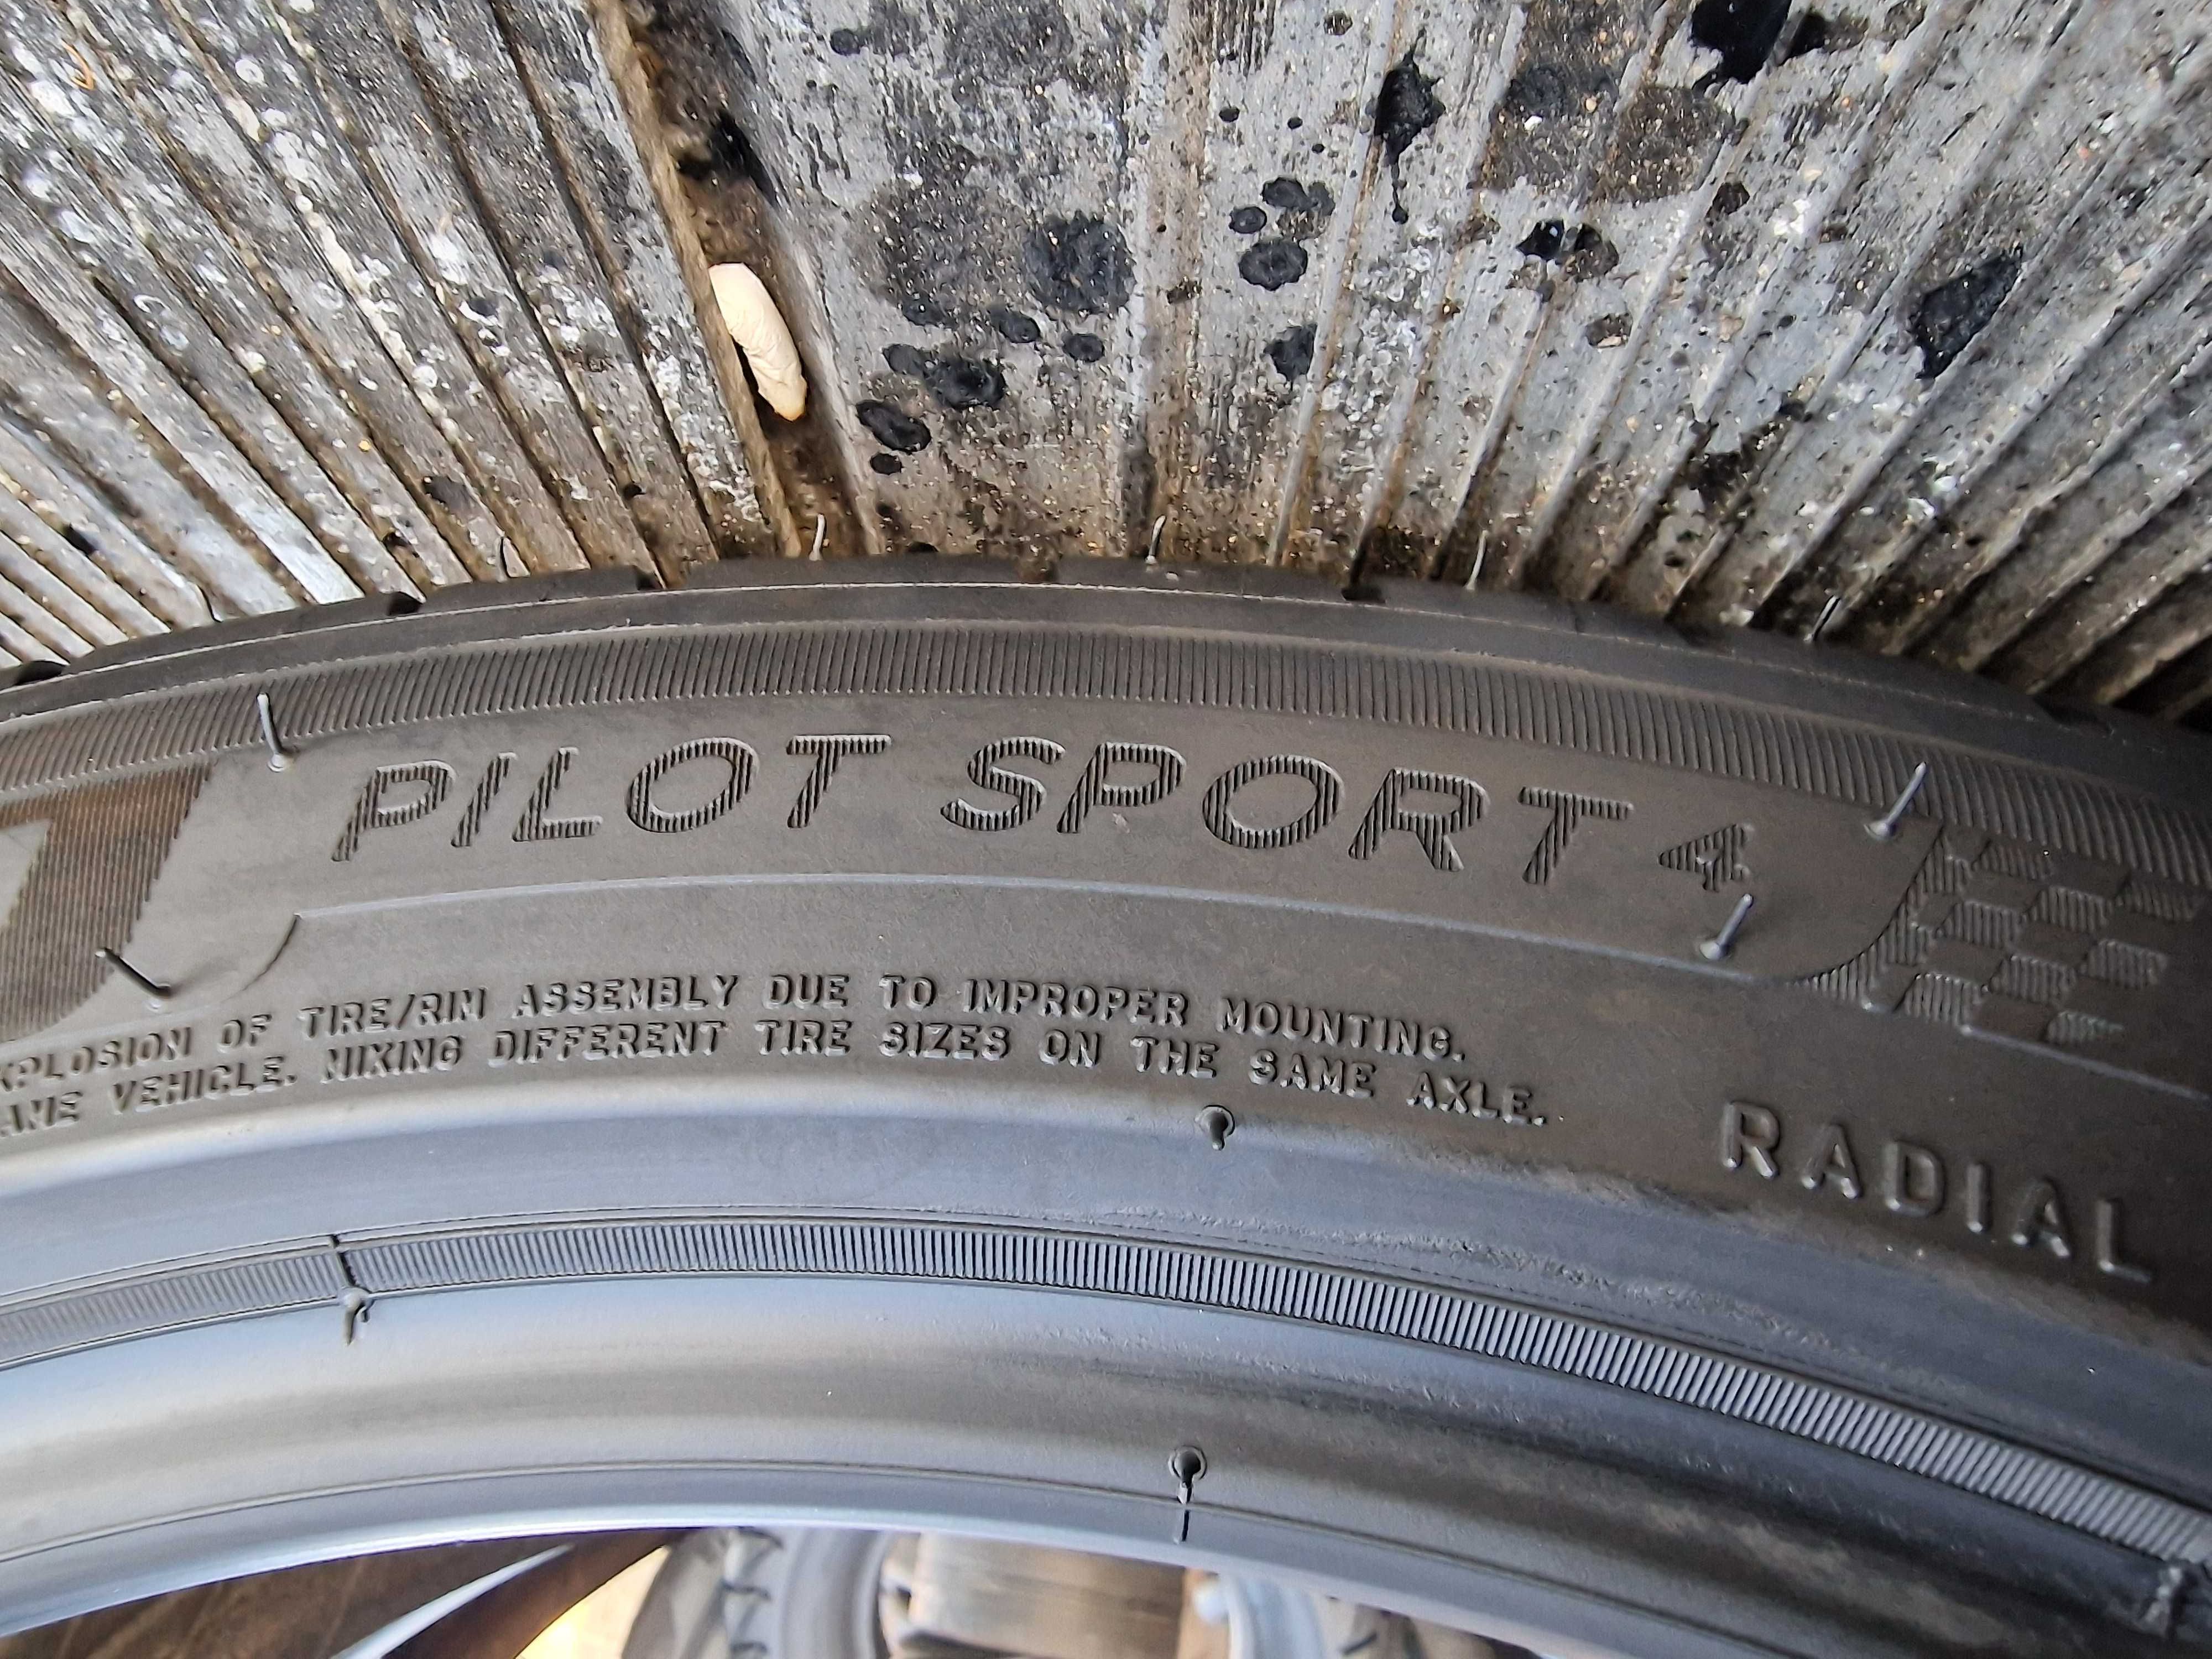 PILOT SPORT 4
XPLOSION OF TIRE/RIM ASSEMBLY DUE TO IMPROPER MOUNTING.
AME VEHICLE. MIXING DIFFERENT TIRE SIZES ON THE SAME AXLE.
RADIAL